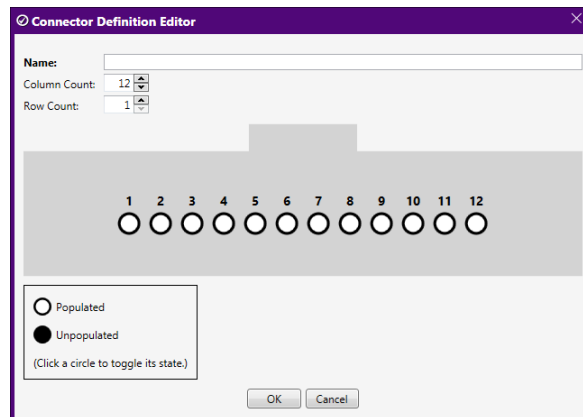 Connector Definition Editor
Name:
Column Count: 12
Row Count: 1
1 2 3 4 5 6 7 8 9 10 11 12
Populated
Unpopulated
(Click a circle to toggle its state.)
OK Cancel